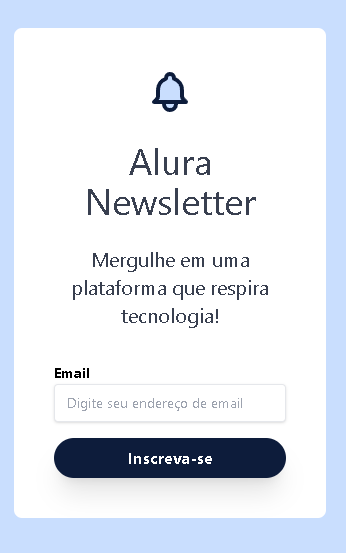 Alura
Newsletter
Mergulhe em uma
plataforma que respira
tecnologia!
Email
Digite seu endereço de email
Inscreva-se